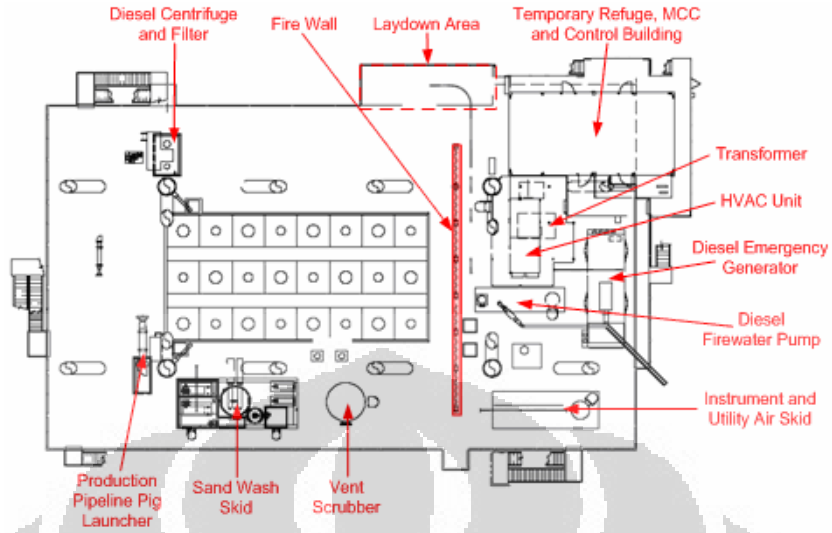 Diesel Centrifuge
and Filter
Fire Wall
Laydown Area
Temporary Refuge, MCC
and Control Building
Transformer
HVAC Unit
Diesel Emergency
Generator
Diesel
Firewater Pump
Instrument and
Utility Air Skid
Production
Pipeline Pig
Launcher
Sand Wash
Skid
Vent
Scrubber